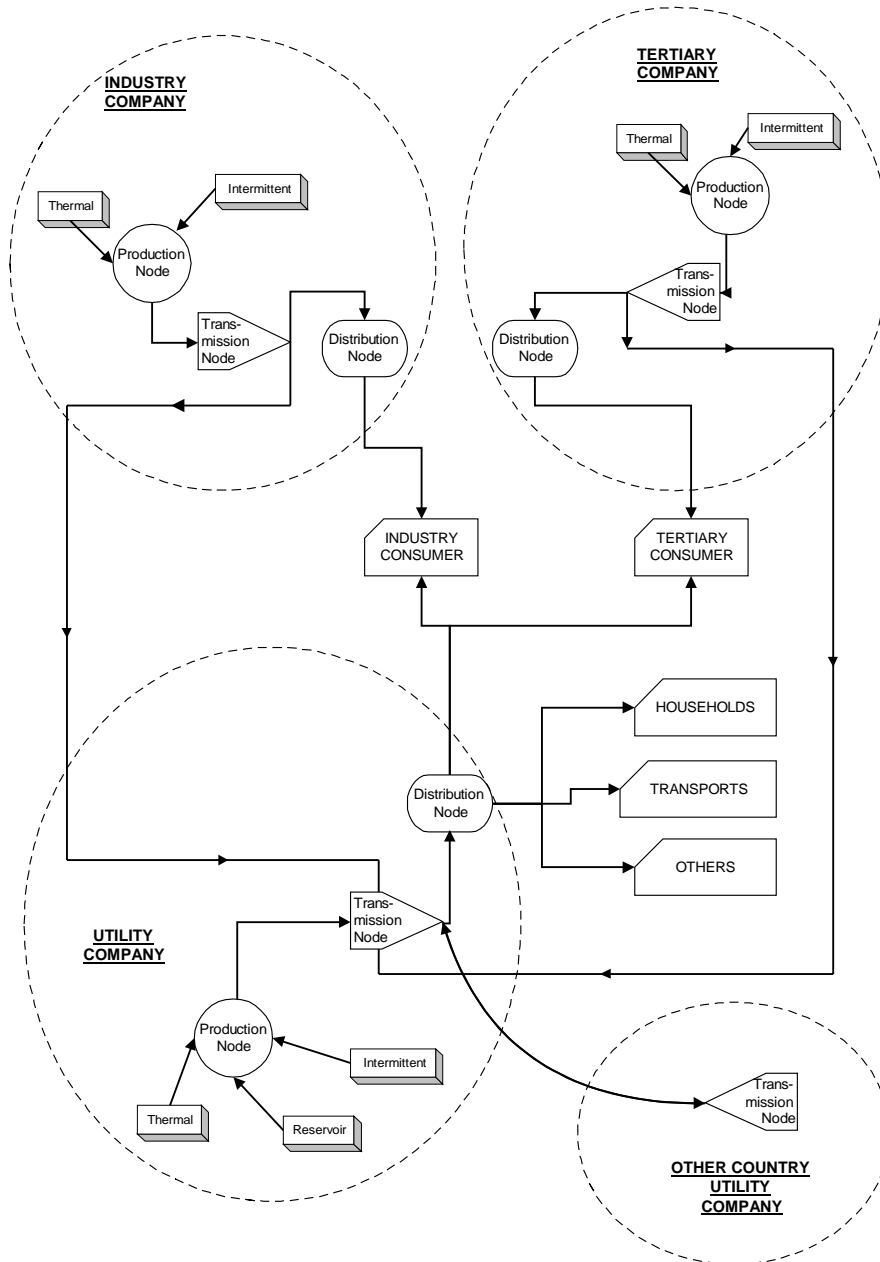 INDUSTRY
COMPANY
Thermal
Intermittent
Production
Node
Trans-
mission
Node
Distribution
Node
TERTIARY
COMPANY
Thermal
Intermittent
Production
Node
Trans-
mission
Node
Distribution
Node
INDUSTRY
CONSUMER
TERTIARY
CONSUMER
HOUSEHOLDS
TRANSPORTS
OTHERS
Distribution
Node
Trans-
mission
Node
UTILITY
COMPANY
Production
Node
Intermittent
Thermal
Reservoir
Trans-
mission
Node
OTHER COUNTRY
UTILITY
COMPANY